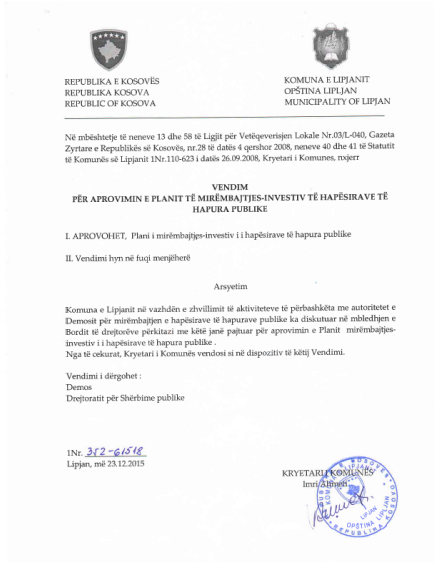 REPUBLIKA E KOSOVËS
REPUBLIKA KOSOVA
REPUBLIC OF KOSOVA
KOMUNA E LIPJANIT
OPŠTINA LIPLJAN
MUNICIPALITY OF LIPJAN
Në mbështetje të neneve 13 dhe 58 të Ligjit për Vetëqeverisjen Lokale Nr.03/L-040, Gazeta
Zyrtare e Republikës së Kosovës, nr.28 të datës 4 qershor 2008, neneve 40 dhe 41 të Statutit
të Komunës së Lipjanit 1Nr.110-623 i datës 26.09.2008, Kryetari i Komunes, nxjerr
VENDIM
PËR APROVIMIN E PLANIT TË MIRËMBAJTJES-INVESTIV TË HAPËSIRAVE TË
HAPURA PUBLIKE
I. APROVOHET, Plani i mirëmbajtjes-investiv i i hapësirave të hapura publike
II. Vendimi hyn në fuqi menjëherë
Arsyetim
Komuna e Lipjanit në vazhdën e zhvillimit të aktiviteteve të përbashkëta me autoritetet e
Demosit për mirëmbajtjen e hapësirave të hapurave publike ka diskutuar në mbledhjen e
Bordit të drejtorëve përkitazi me këtë janë pajtuar për aprovimin e Planit mirëmbajtjes-
investiv i i hapësirave të hapura publike .
Nga të cekurat, Kryetari i Komunës vendosi si në dispozitiv të këtij Vendimi.
Vendimi i dërgohet :
Demos
Drejtoratit për Shërbime publike
1Nr. 352-61518
Lipjan, më 23.12.2015
KRYETARI I KOMUNËS
Imri Ahmeti
OPŠTINA LIPLJAN
LIPJAN